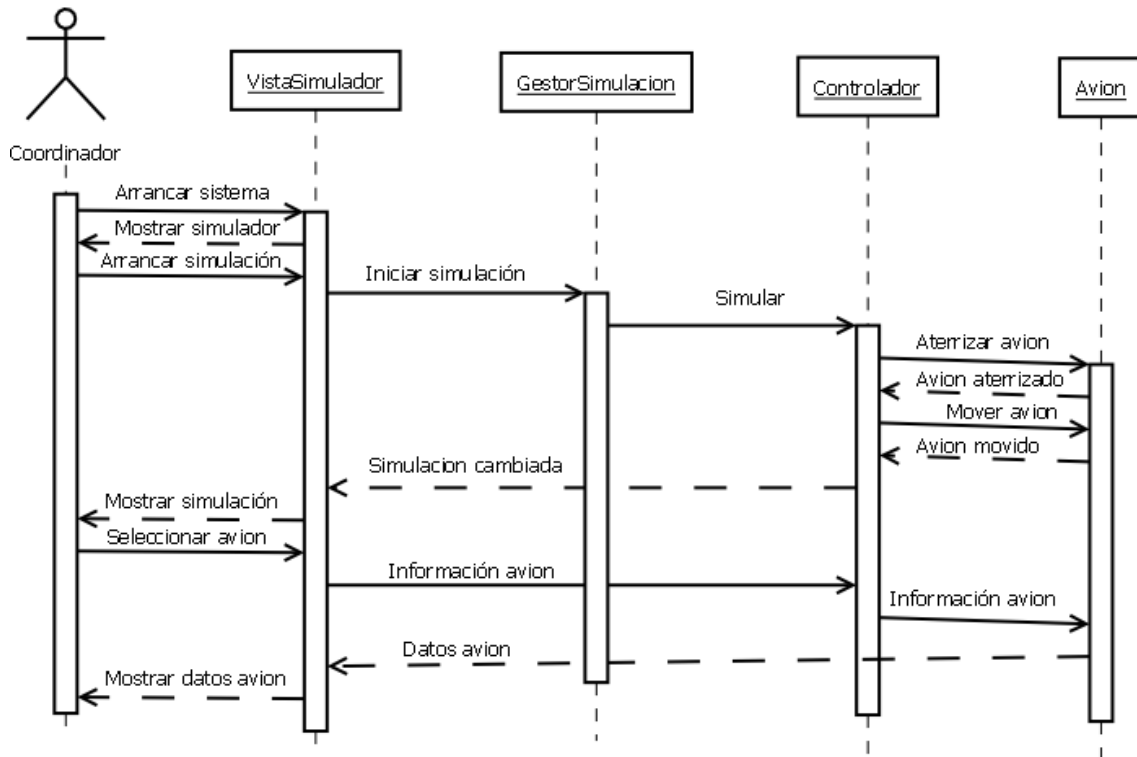 VistaSimulador
GestorSimulacion
Controlador
Avion
Coordinador
Arrancar sistema
Mostrar simulador
Arrancar simulación
Iniciar simulación
Simular
Aterrizar avion
Avion aterrizado
Mover avion
Avion movido
Simulacion cambiada
Mostrar simulación
Seleccionar avion
Información avion
Información avion
Datos avion
Mostrar datos avion